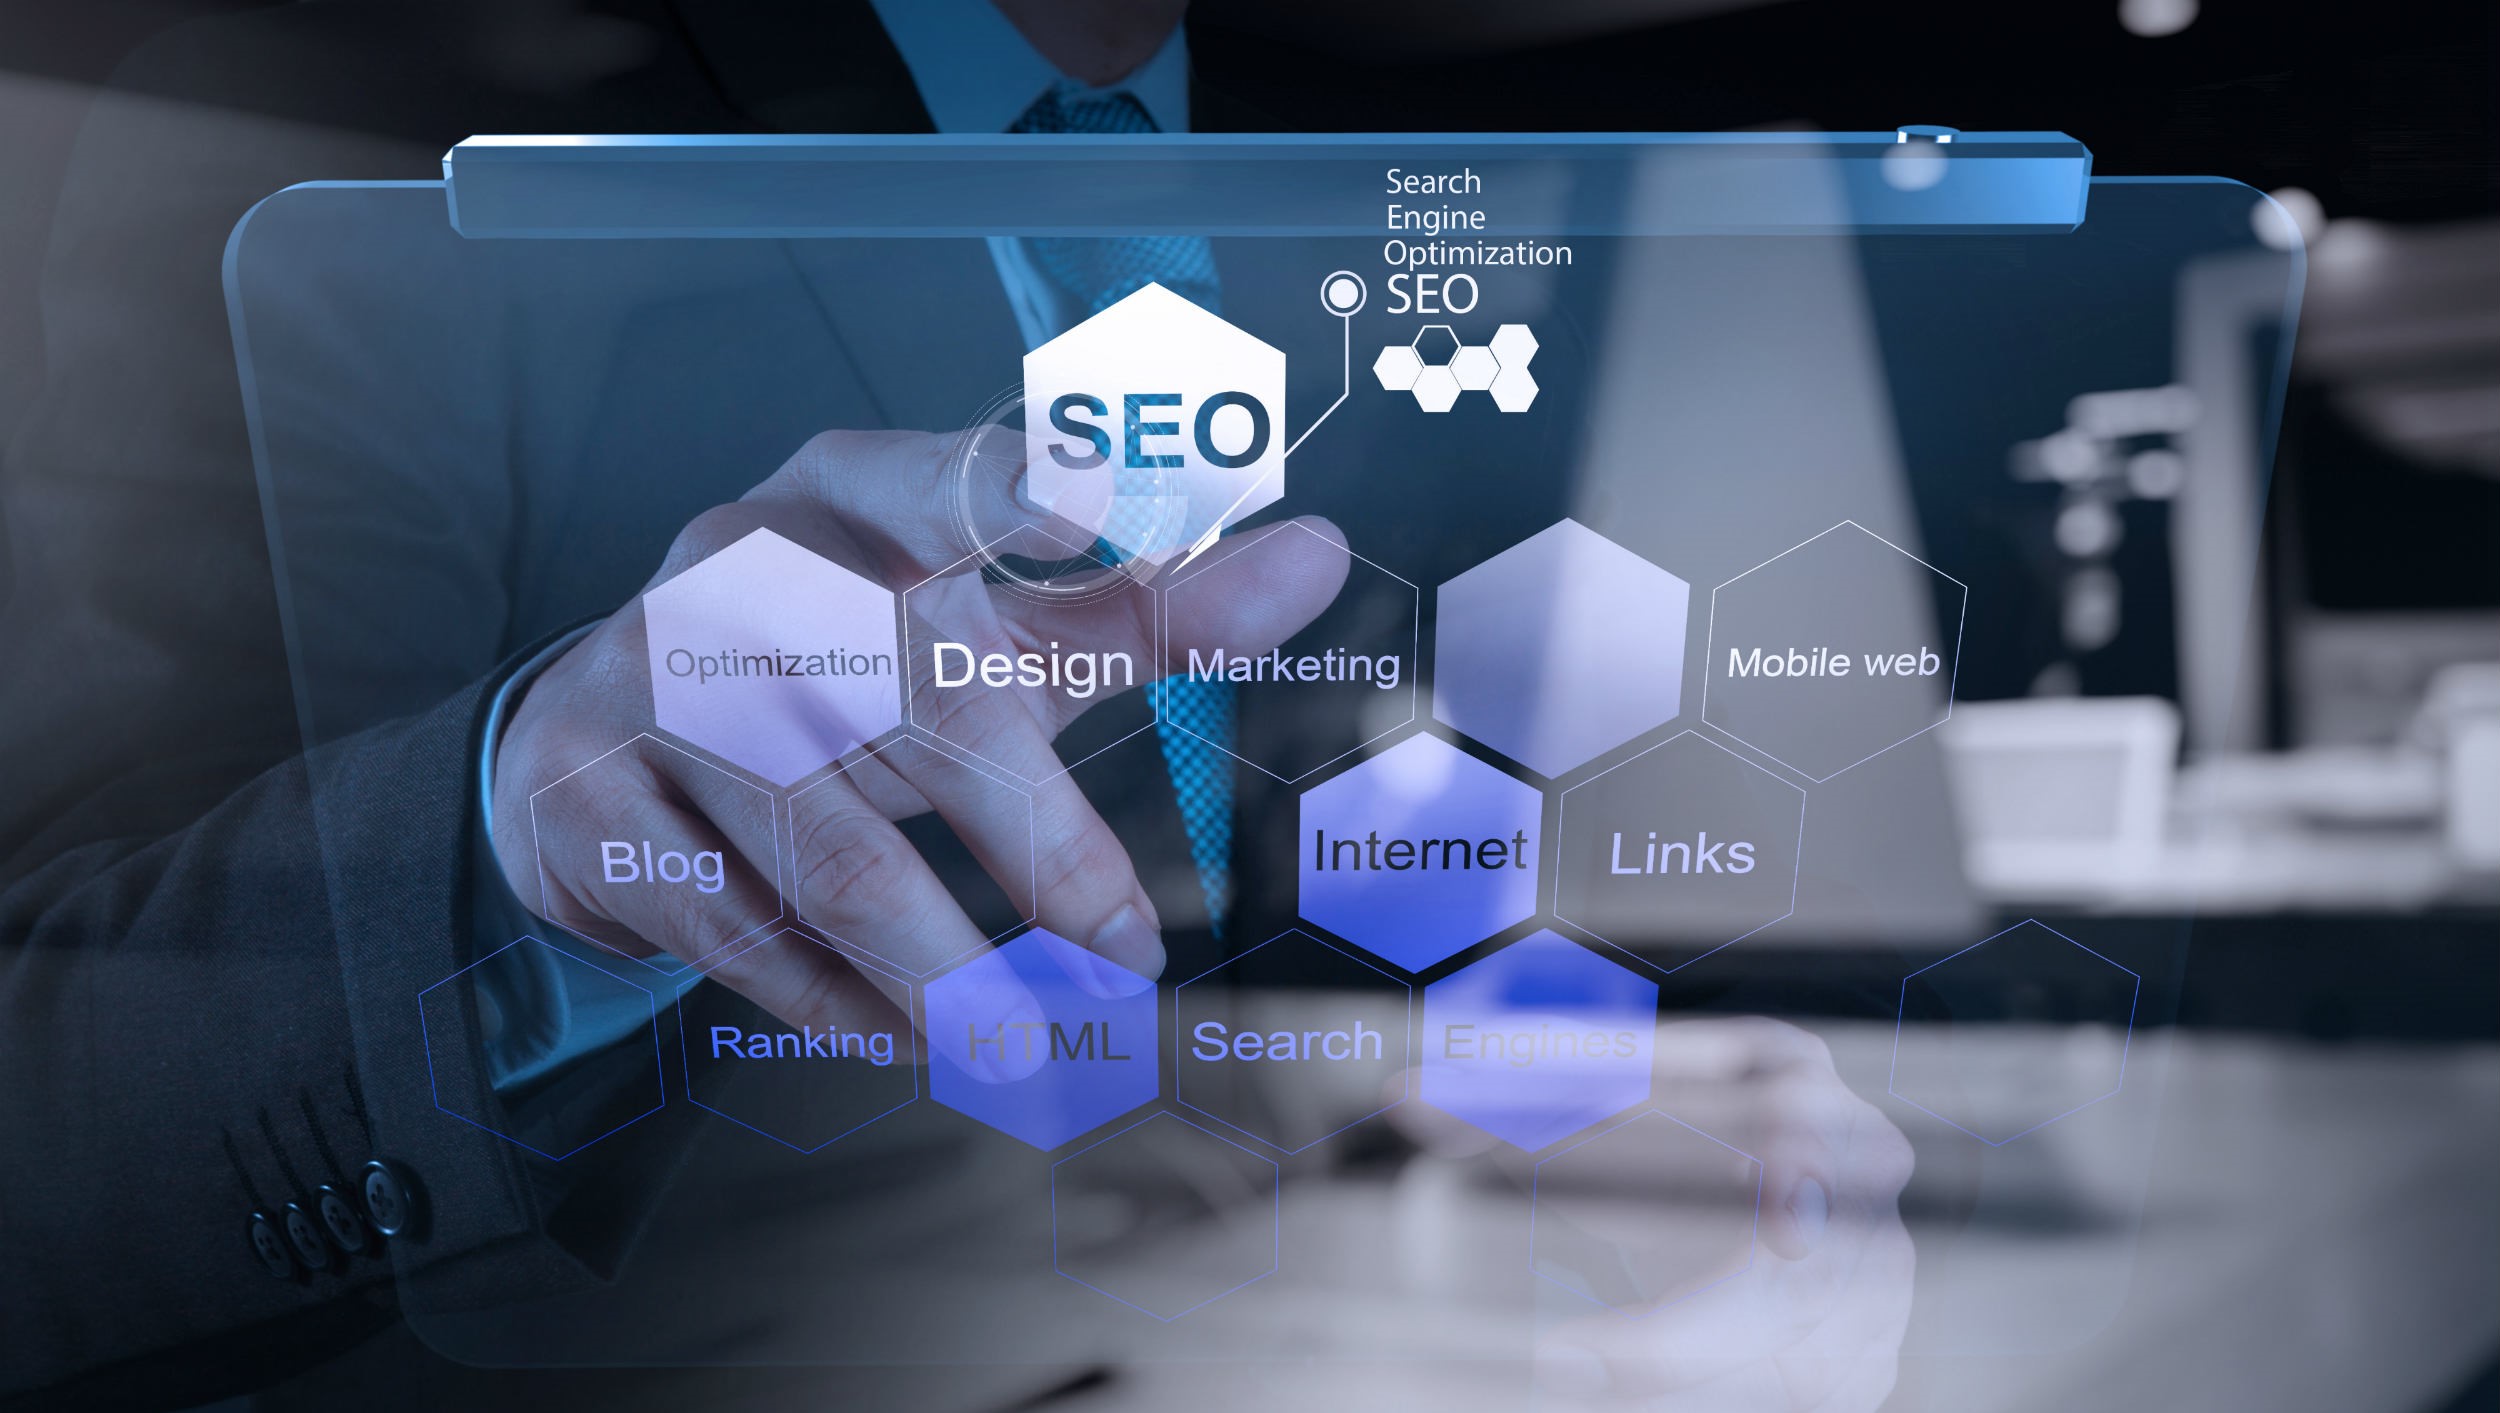 Search
Engine
Optimization
SEO
SEO
Optimization
Design
Marketing
Mobile web
Blog
Internet
Links
Ranking
HTML
Search
Engines